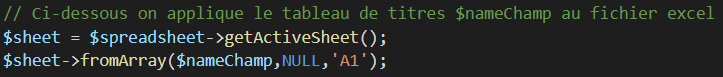 // Ci-dessous on applique le tableau de titres $nameChamp au fichier excel
$sheet = $spreadsheet->getActiveSheet();
$sheet->fromArray($nameChamp,NULL,'A1');